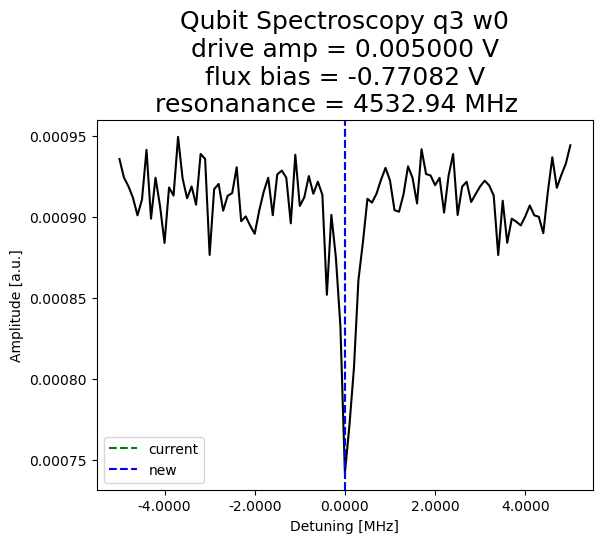 Qubit Spectroscopy q3 w0
drive amp = 0.005000 V
flux bias = -0.77082 V
resonanance = 4532.94 MHz
0.00095
0.00090
0.00085
0.00080
0.00075
Amplitude [a.u.]
current
new
-4.0000
-2.0000
0.0000
2.0000
4.0000
Detuning [MHz]